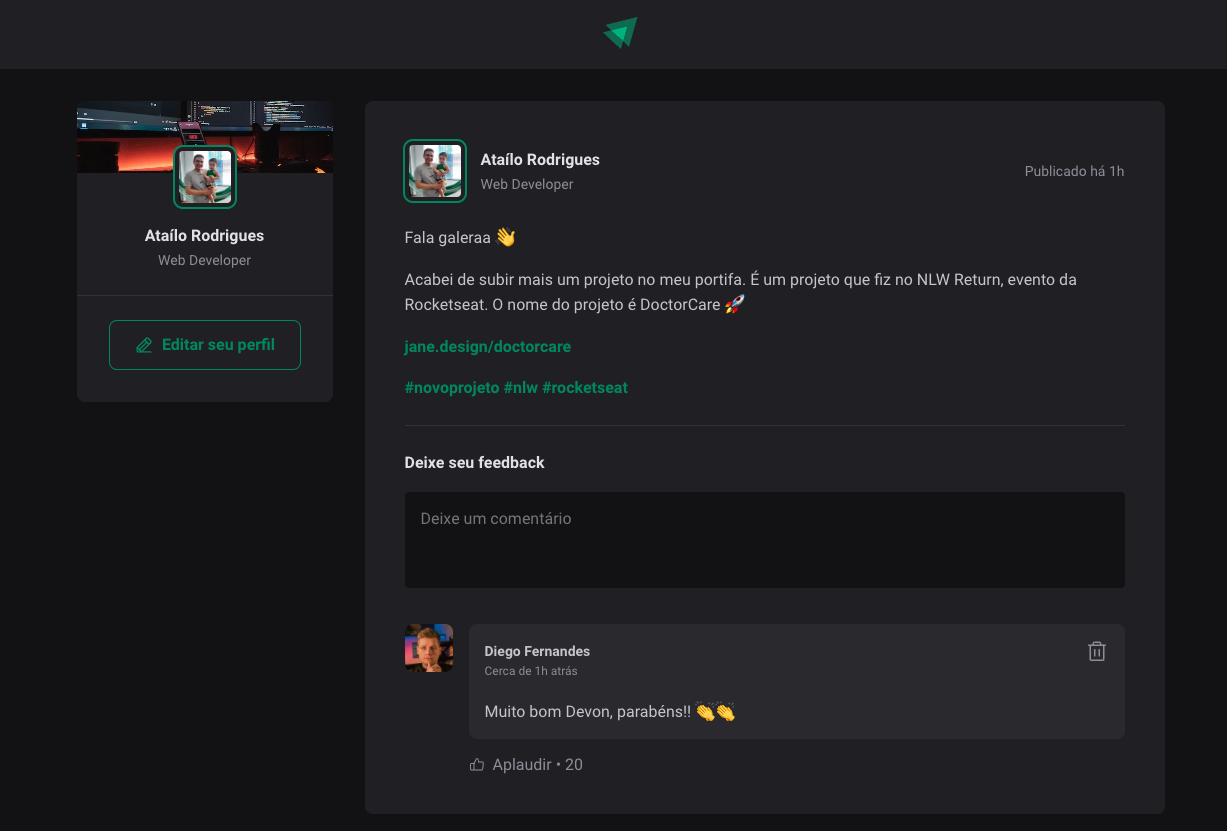 Ataílo Rodrigues
Web Developer
Editar seu perfil
Ataílo Rodrigues
Web Developer
Publicado há 1h
Fala galeraa 👋
Acabei de subir mais um projeto no meu portifa. É um projeto que fiz no NLW Return, evento da
Rocketseat. O nome do projeto é DoctorCare 🚀
jane.design/doctorcare
#novoprojeto #nlw #rocketseat
Deixe seu feedback
Deixe um comentário
Diego Fernandes
Cerca de 1h atrás
Muito bom Devon, parabéns!! 👏👏
Aplaudir • 20